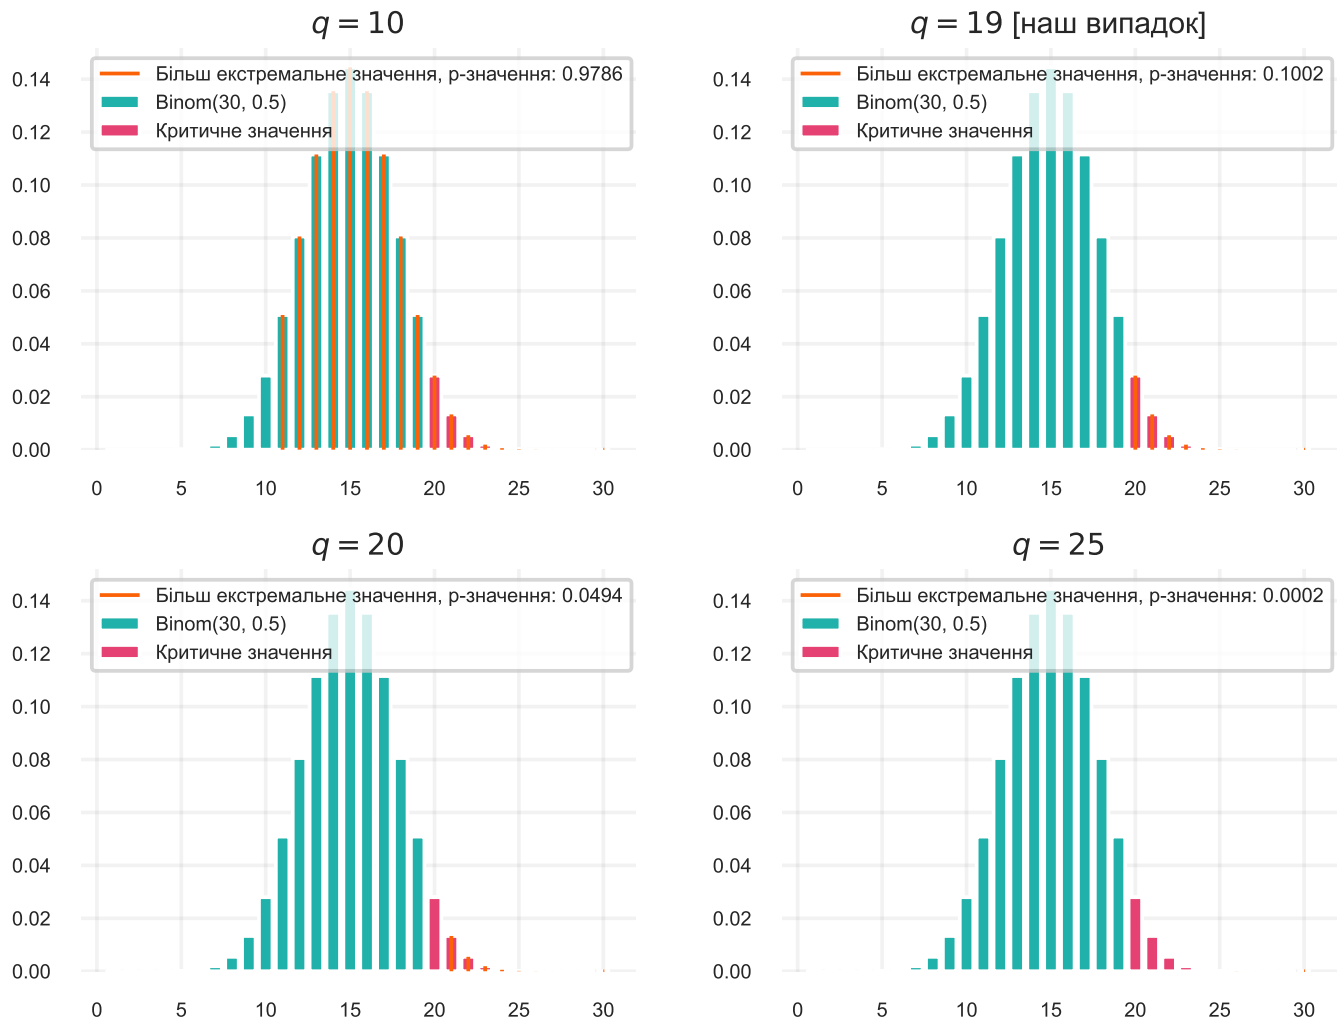 q = 10
Більш екстремальне значення, p-значення: 0.9786
Binom(30, 0.5)
Критичне значення
0.14
0.12
0.10
0.08
0.06
0.04
0.02
0.00
0 5 10 15 20 25 30
q = 19 [наш випадок]
Більш екстремальне значення, p-значення: 0.1002
Binom(30, 0.5)
Критичне значення
0.14
0.12
0.10
0.08
0.06
0.04
0.02
0.00
0 5 10 15 20 25 30
q = 20
Більш екстремальне значення, p-значення: 0.0494
Binom(30, 0.5)
Критичне значення
0.14
0.12
0.10
0.08
0.06
0.04
0.02
0.00
0 5 10 15 20 25 30
q = 25
Більш екстремальне значення, p-значення: 0.0002
Binom(30, 0.5)
Критичне значення
0.14
0.12
0.10
0.08
0.06
0.04
0.02
0.00
0 5 10 15 20 25 30